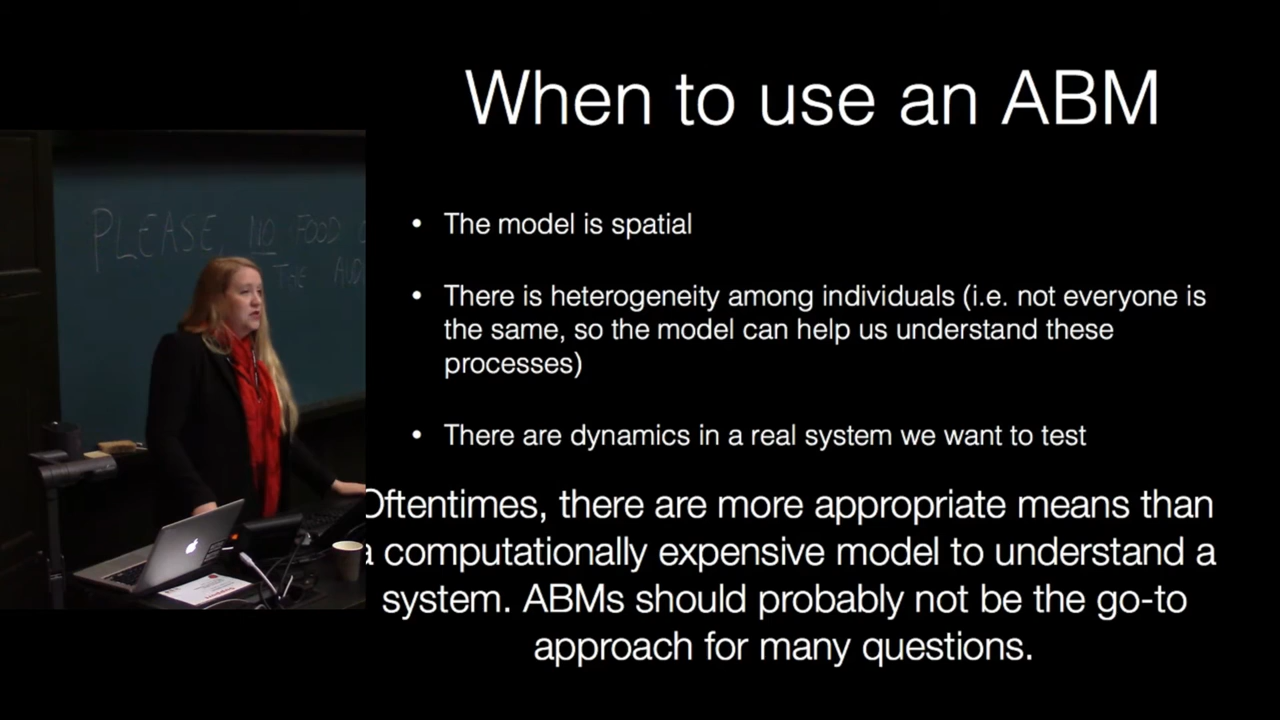 When to use an ABM
PLEASE, NO FOOD
THE
• The model is spatial
• There is heterogeneity among individuals (i.e. not everyone is
the same, so the model can help us understand these
processes)
• There are dynamics in a real system we want to test
Oftentimes, there are more appropriate means than
a computationally expensive model to understand a
system. ABMs should probably not be the go-to
approach for many questions.